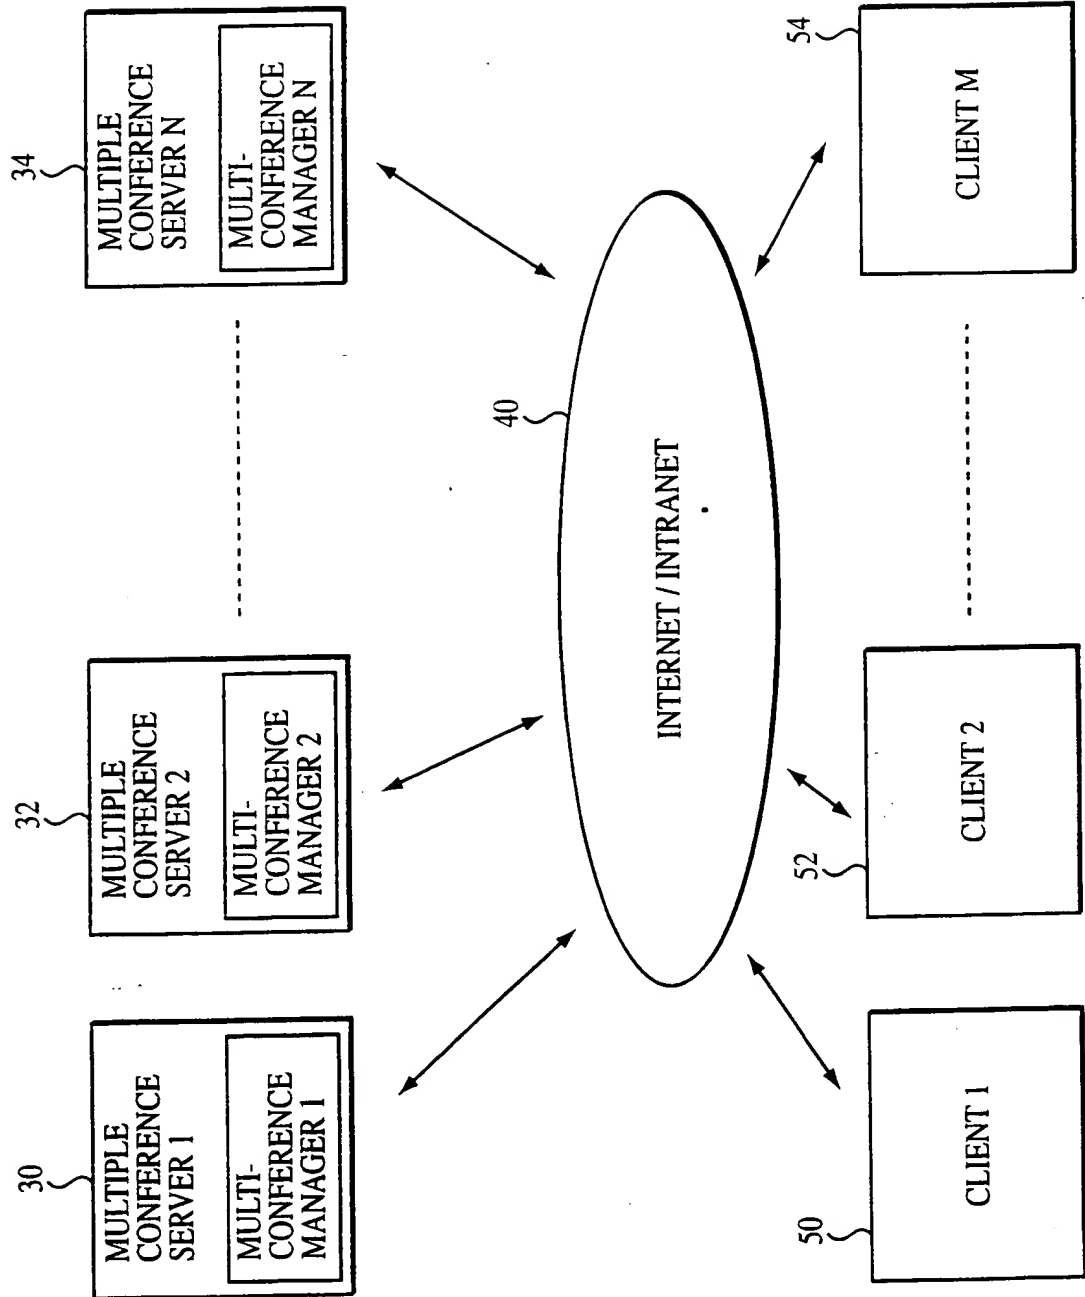 30
MULTIPLE
CONFERENCE
SERVER 1
MULTI-
CONFERENCE
MANAGER 1
32
MULTIPLE
CONFERENCE
SERVER 2
MULTI-
CONFERENCE
MANAGER 2
34
MULTIPLE
CONFERENCE
SERVER N
MULTI-
CONFERENCE
MANAGER N
40
INTERNET / INTRANET
50
CLIENT 1
52
CLIENT 2
54
CLIENT M